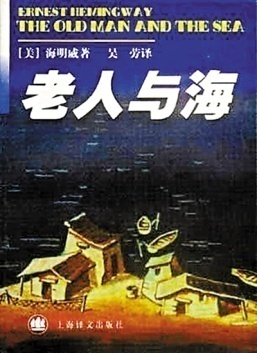 ERNEST HEMINGWAY
THE OLD MAN AND THE SEA
[美] 海明威著 吴 劳译
老人与海
上海译文出版社